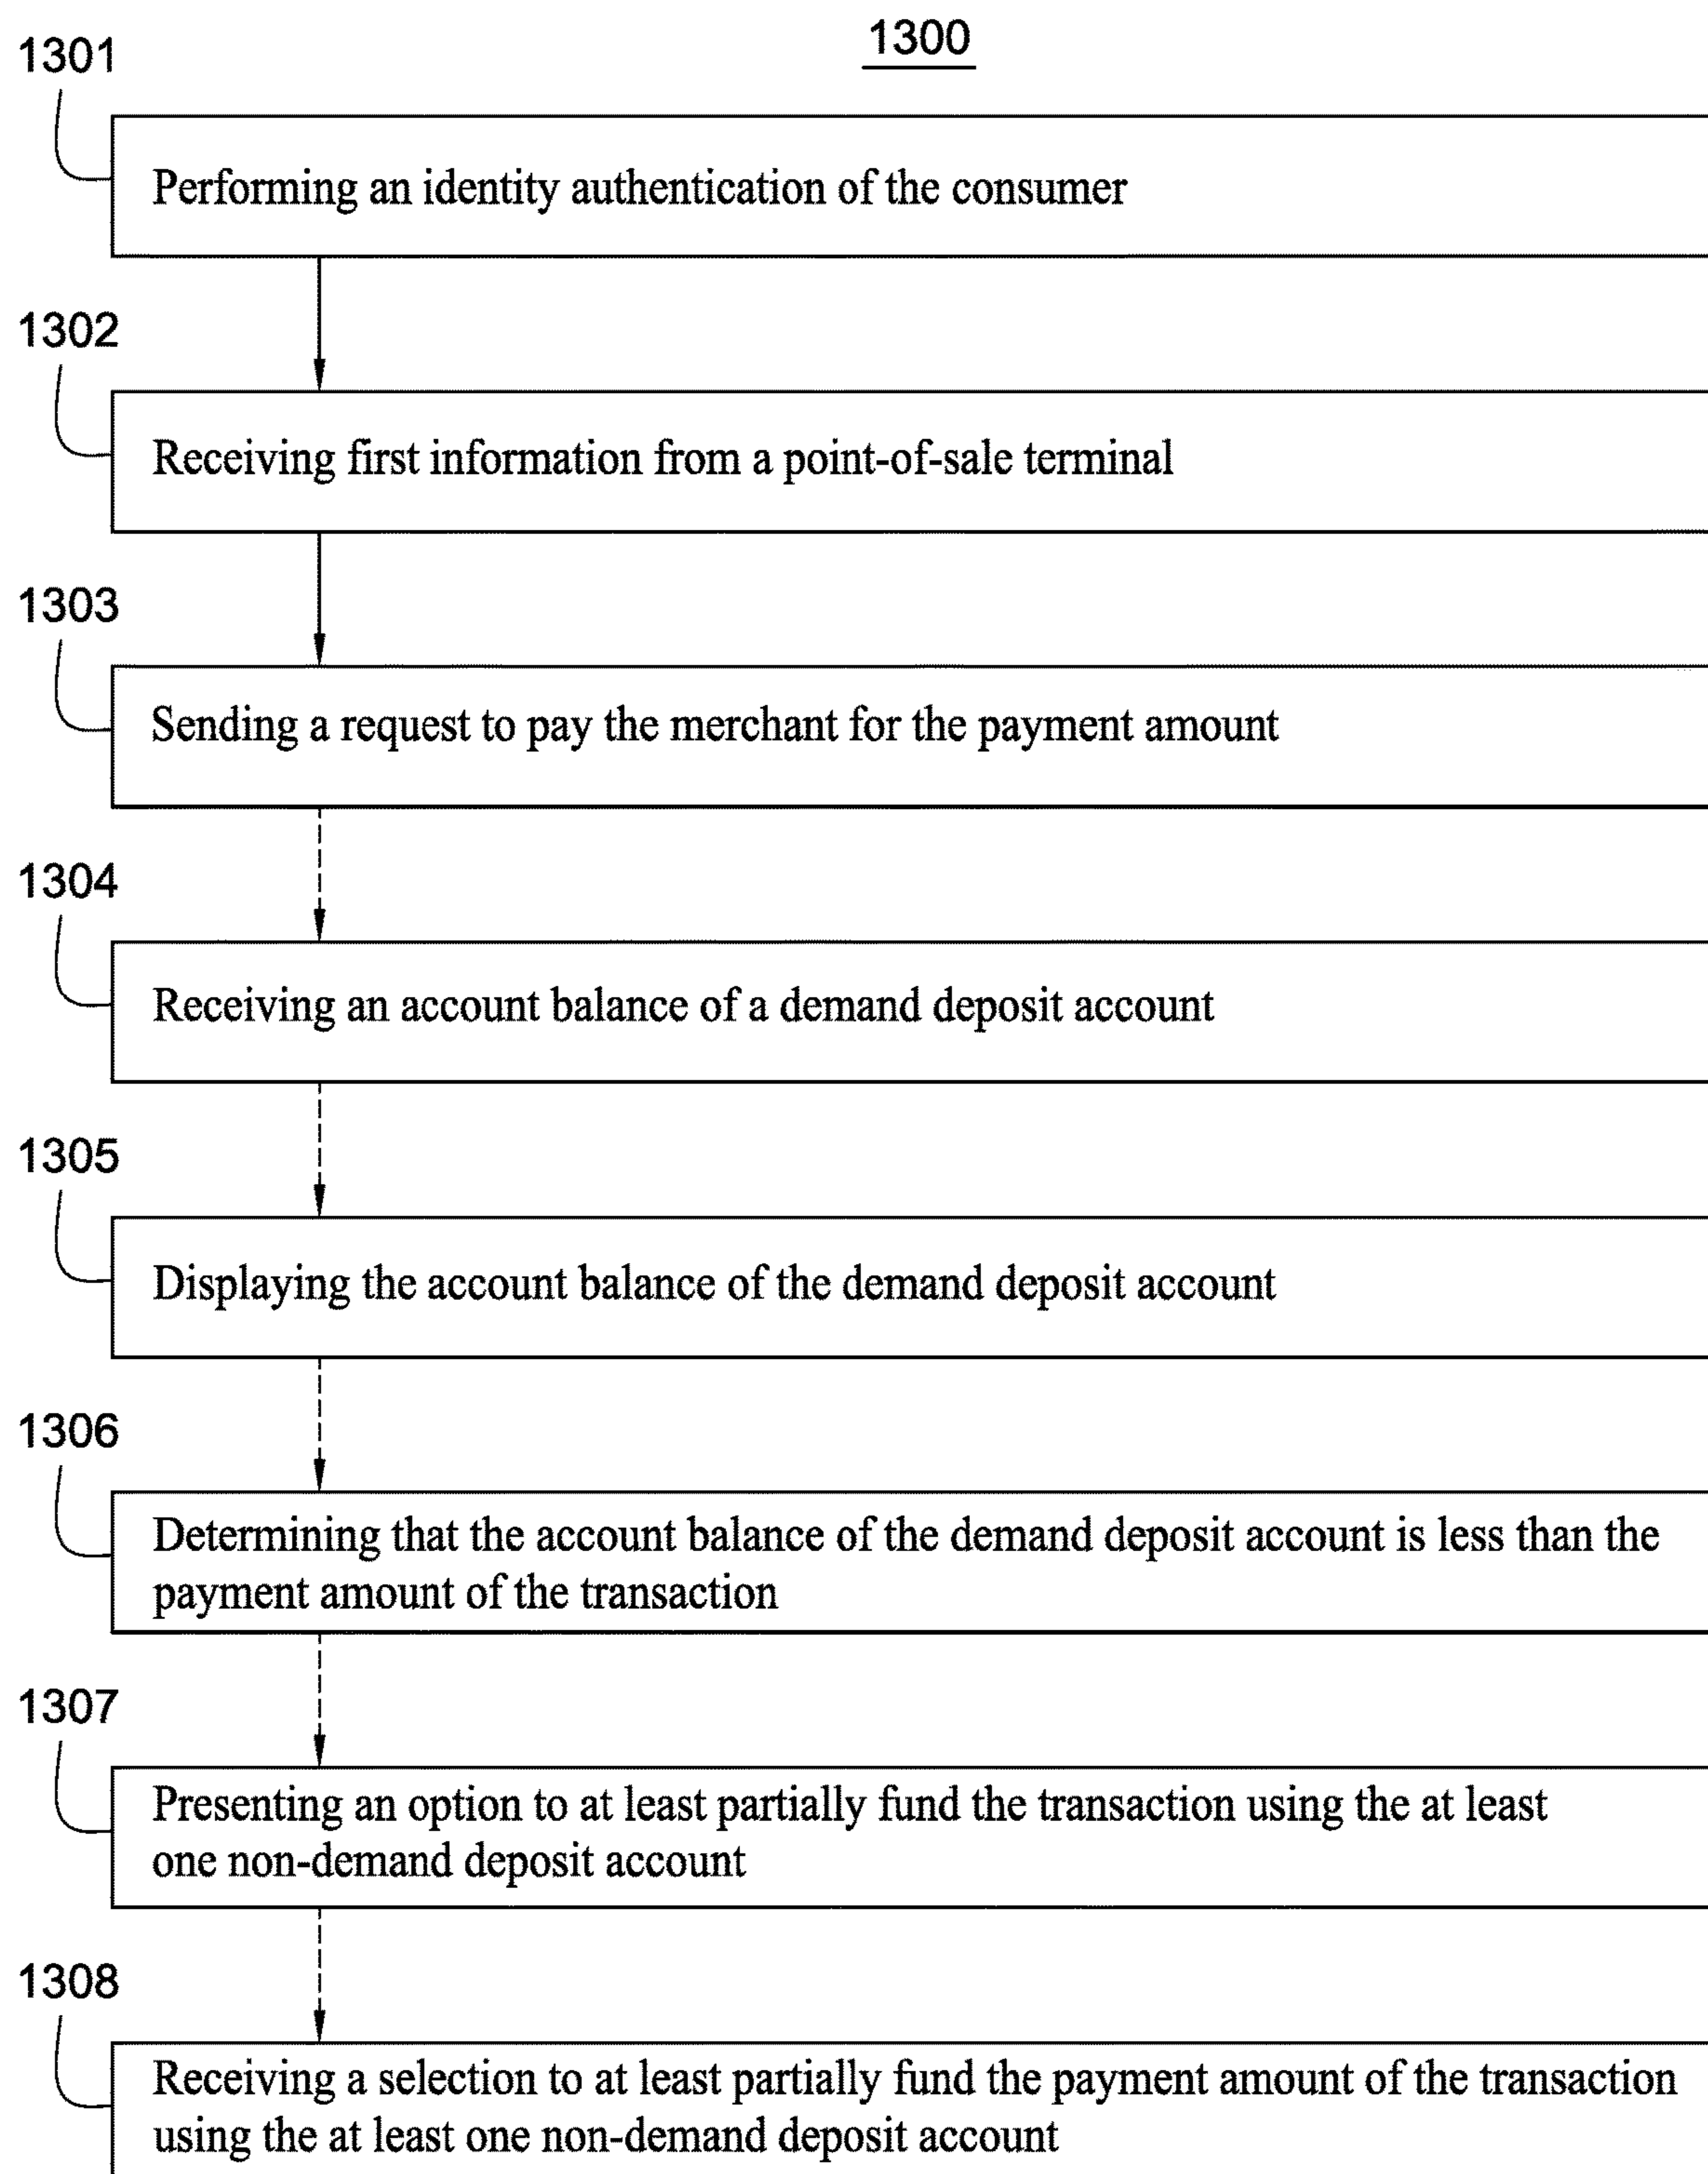 1300
1301
Performing an identity authentication of the consumer
1302
Receiving first information from a point-of-sale terminal
1303
Sending a request to pay the merchant for the payment amount
1304
Receiving an account balance of a demand deposit account
1305
Displaying the account balance of the demand deposit account
1306
Determining that the account balance of the demand deposit account is less than the
payment amount of the transaction
1307
Presenting an option to at least partially fund the transaction using the at least
one non-demand deposit account
1308
Receiving a selection to at least partially fund the payment amount of the transaction
using the at least one non-demand deposit account